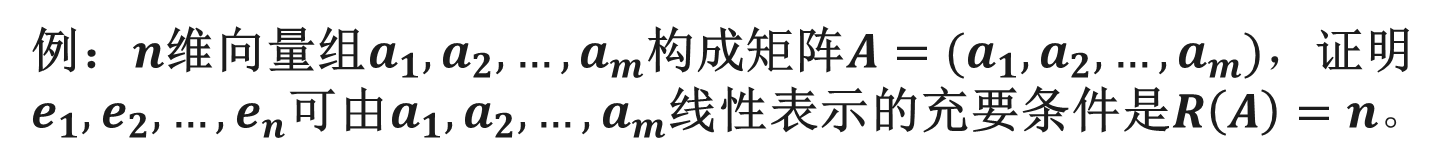 例：n维向量组a₁, a₂, …, aₘ构成矩阵A = (a₁, a₂, …, aₘ)，证明
e₁, e₂, …, eₙ可由a₁, a₂, …, aₘ线性表示的充要条件是R(A) = n。